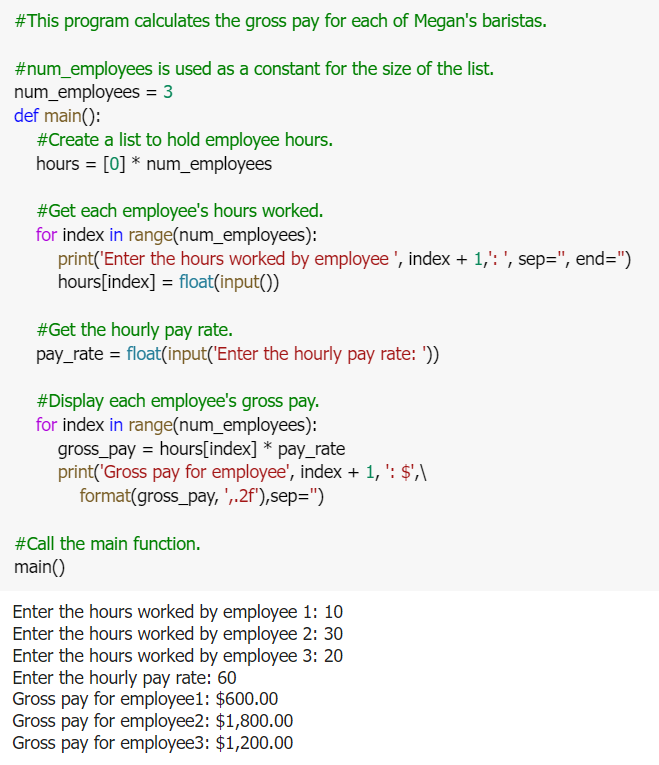 #This program calculates the gross pay for each of Megan's baristas.
#num_employees is used as a constant for the size of the list.
num_employees = 3
def main():
#Create a list to hold employee hours.
hours = [0] * num_employees
#Get each employee's hours worked.
for index in range(num_employees):
print('Enter the hours worked by employee ', index + 1,': ', sep='', end='')
hours[index] = float(input())
#Get the hourly pay rate.
pay_rate = float(input('Enter the hourly pay rate: '))
#Display each employee's gross pay.
for index in range(num_employees):
gross_pay = hours[index] * pay_rate
print('Gross pay for employee', index + 1, ': $',\
format(gross_pay, ',.2f'),sep='')
#Call the main function.
main()
Enter the hours worked by employee 1: 10
Enter the hours worked by employee 2: 30
Enter the hours worked by employee 3: 20
Enter the hourly pay rate: 60
Gross pay for employee1: $600.00
Gross pay for employee2: $1,800.00
Gross pay for employee3: $1,200.00